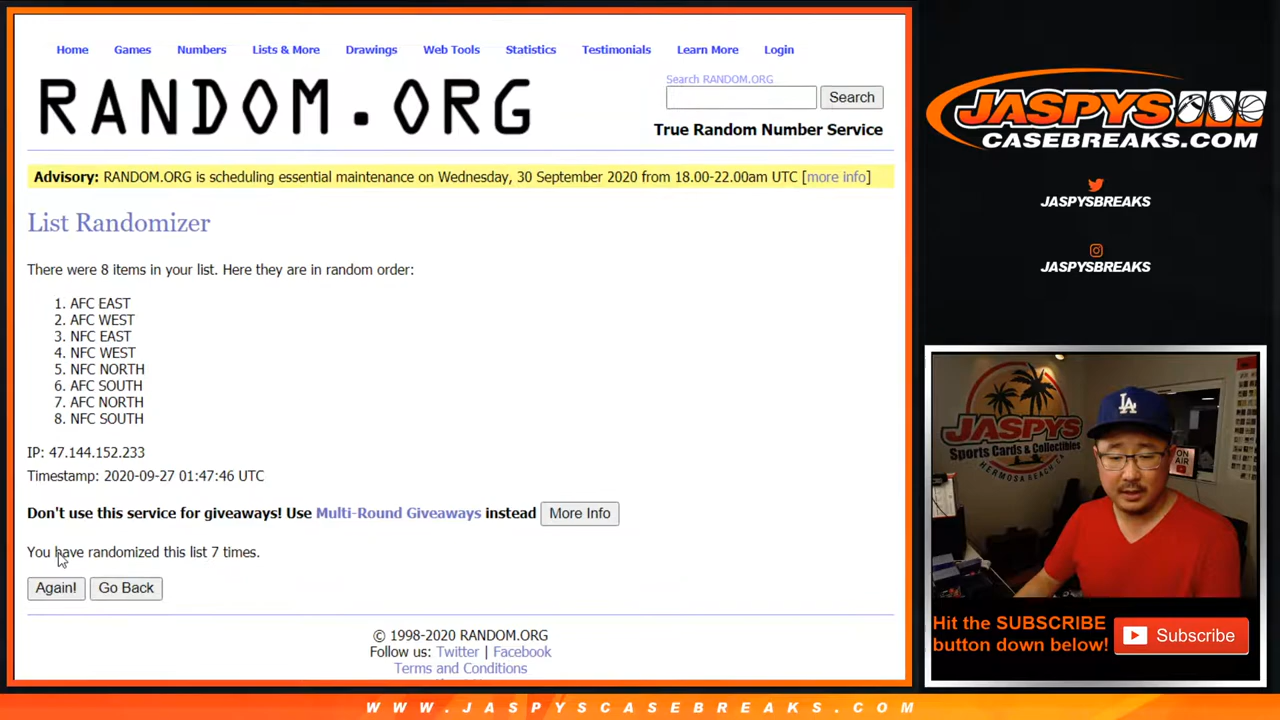 Home Games Numbers Lists & More Drawings Web Tools Statistics Testimonials Learn More Login
RANDOM.ORG
Search RANDOM.ORG
Search
True Random Number Service
Advisory: RANDOM.ORG is scheduling essential maintenance on Wednesday, 30 September 2020 from 18.00-22.00am UTC [more info]
List Randomizer
There were 8 items in your list. Here they are in random order:
1. AFC EAST
2. AFC WEST
3. NFC EAST
4. NFC WEST
5. NFC NORTH
6. AFC SOUTH
7. AFC NORTH
8. NFC SOUTH
IP: 47.144.152.233
Timestamp: 2020-09-27 01:47:46 UTC
Don't use this service for giveaways! Use Multi-Round Giveaways instead More Info
You have randomized this list 7 times.
Again! Go Back
© 1998-2020 RANDOM.ORG
Follow us: Twitter | Facebook
Terms and Conditions
JASPYS
CASEBREAKS.COM
JASPYSBREAKS
JASPYSBREAKS
JASPYS
Sports Cards & Collectibles
HERMOSA BEACH, CA
LA
ON AIR
Hit the SUBSCRIBE
button down below!
Subscribe
WWW.JASPYSCASEBREAKS.COM